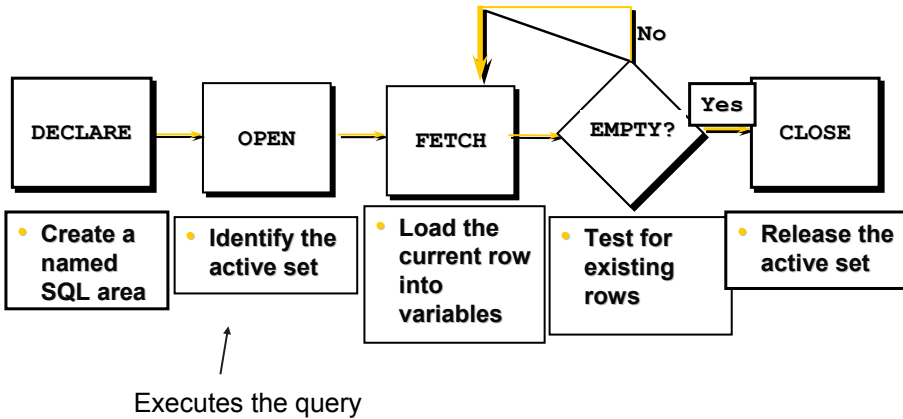 No
DECLARE
OPEN
FETCH
EMPTY?
Yes
CLOSE
• Create a
named
SQL area
• Identify the
active set
• Load the
current row
into
variables
• Test for
existing
rows
• Release the
active set
Executes the query